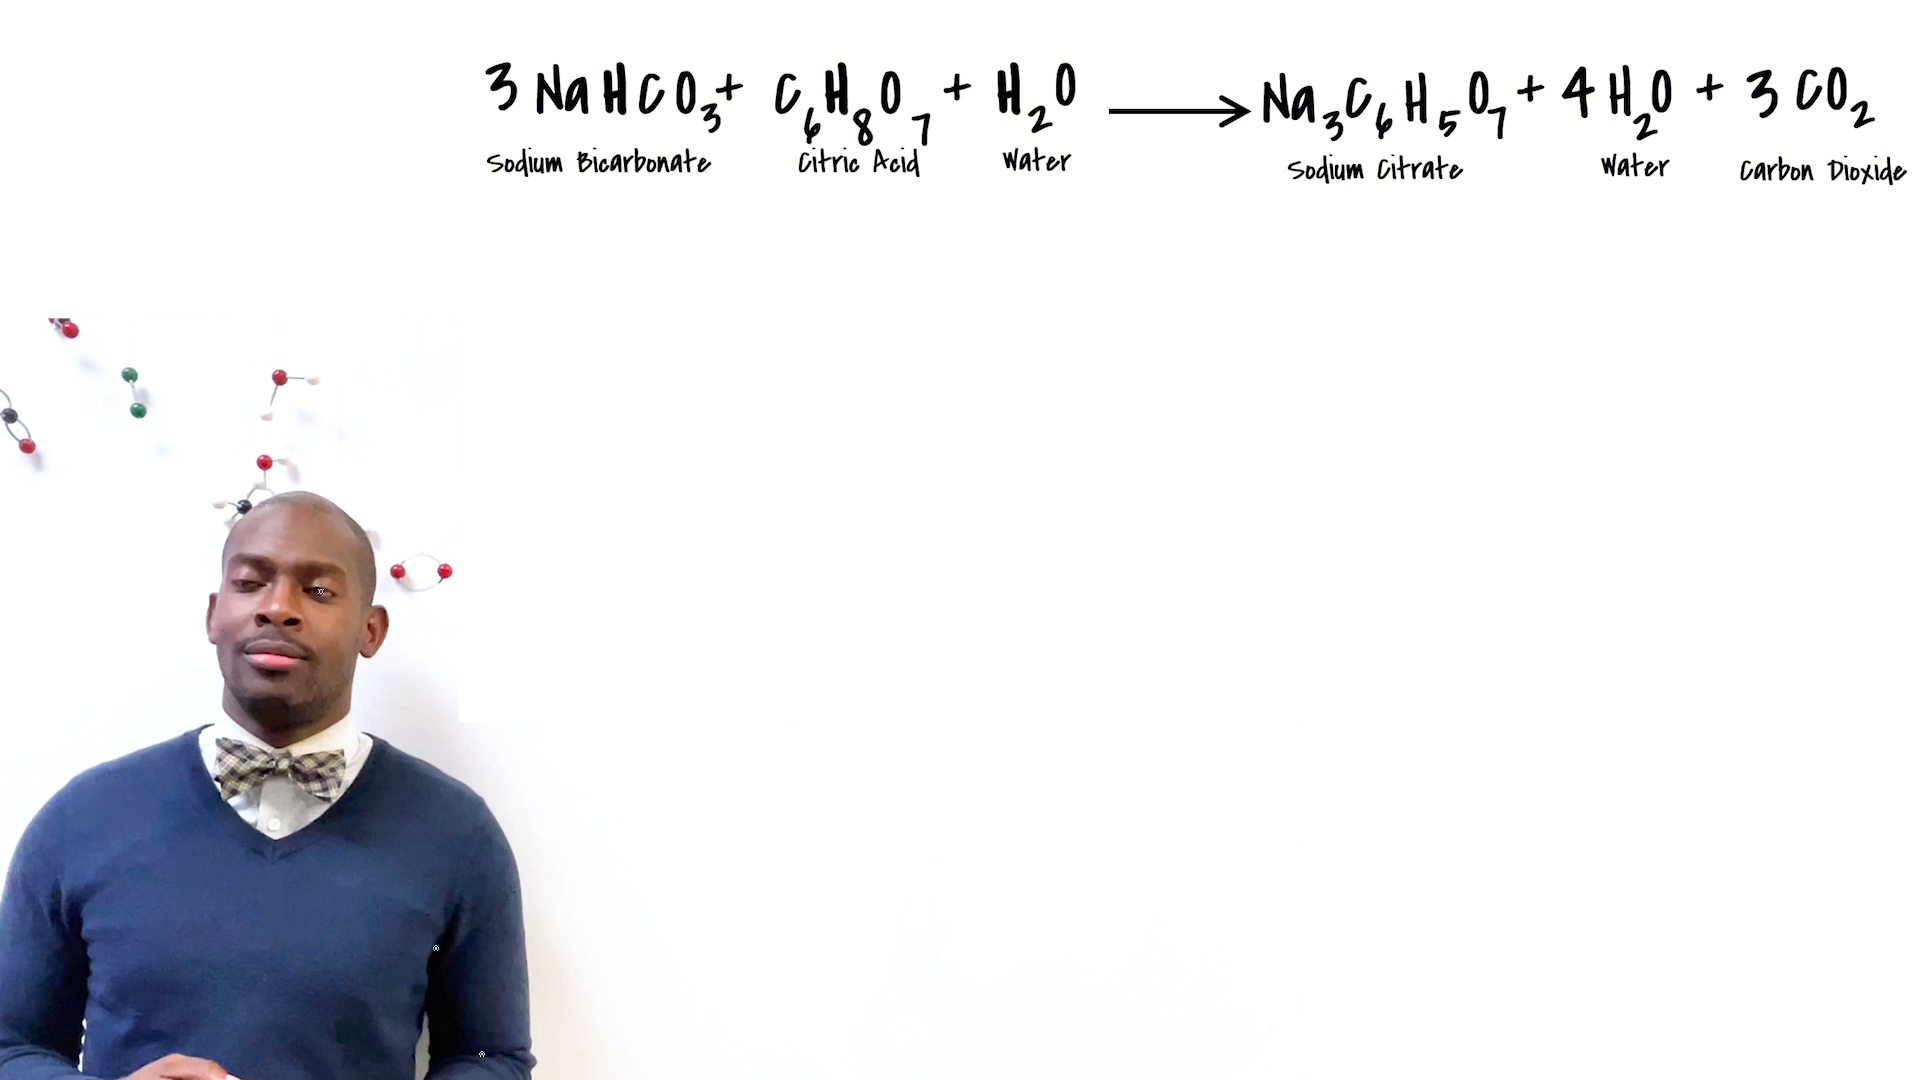 3 NaHCO₃ + C₆H₈O₇ + H₂O ⟶ Na₃C₆H₅O₇ + 4 H₂O + 3 CO₂
Sodium Bicarbonate Citric Acid Water Sodium Citrate Water Carbon Dioxide